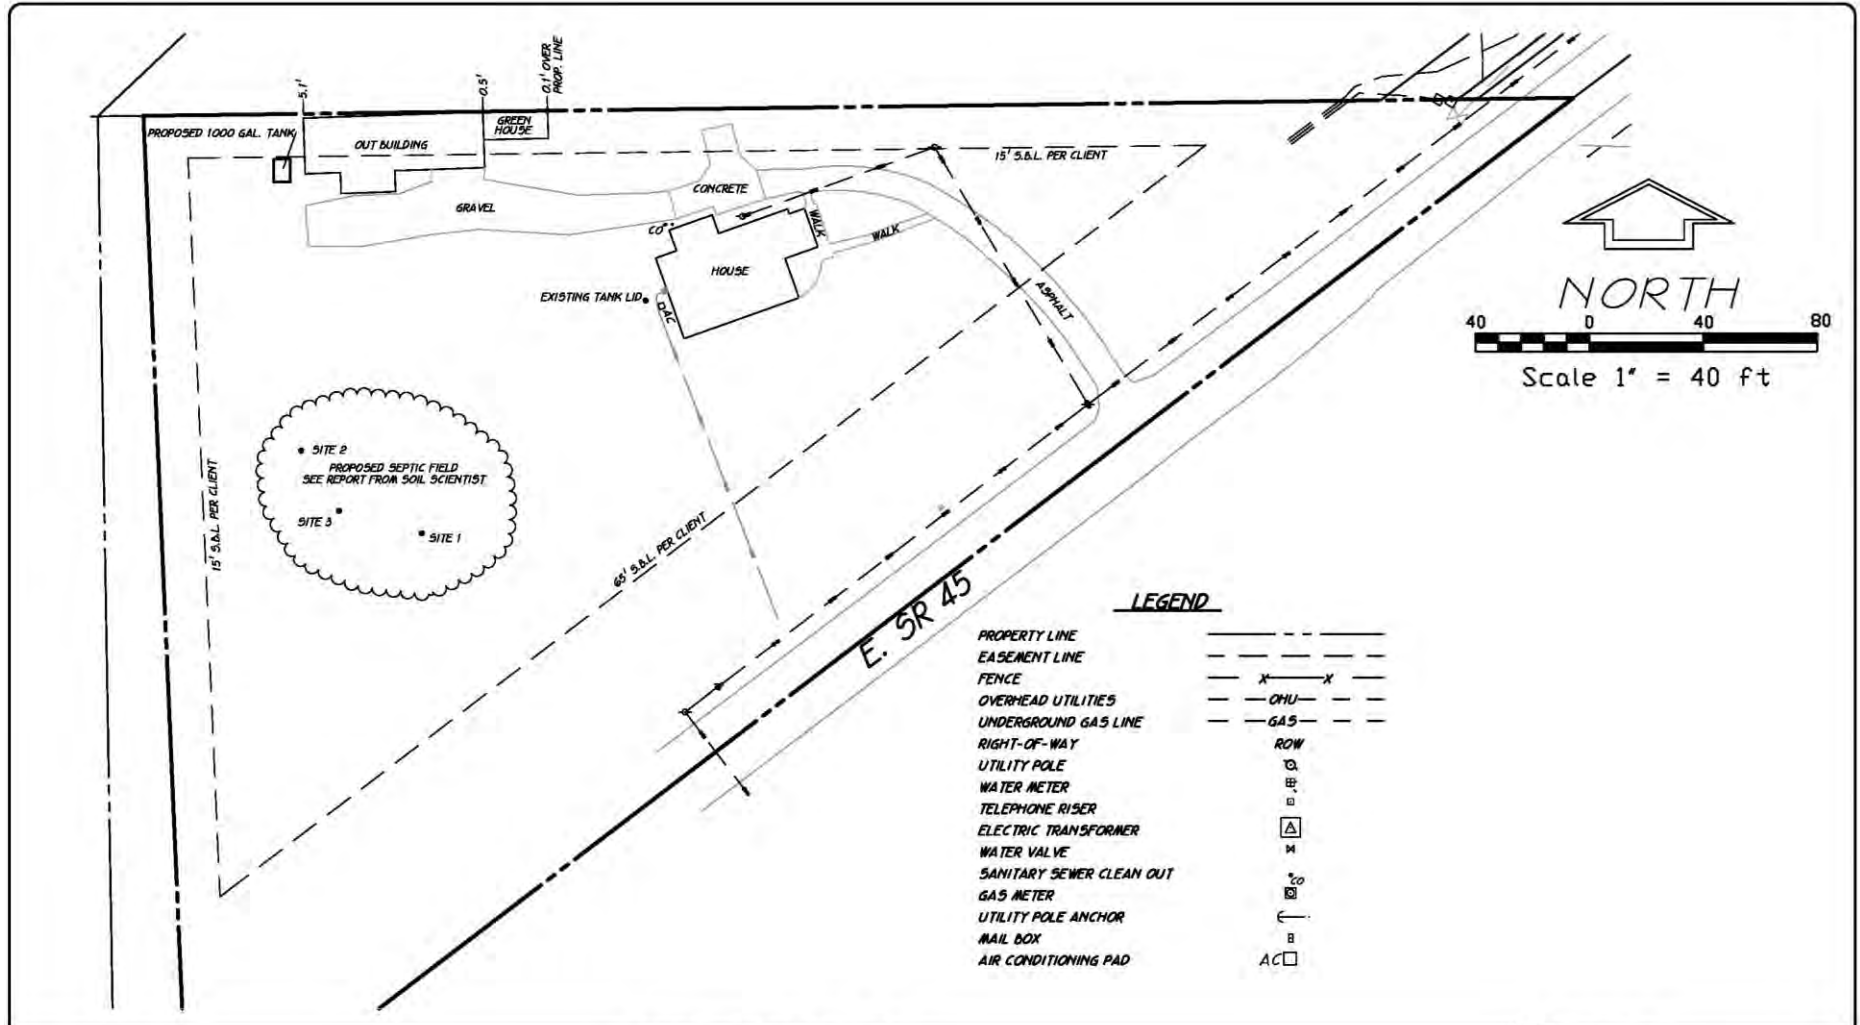 5.1'
0.5'
0.1' OVER
PROP. LINE
PROPOSED 1000 GAL. TANK
OUT BUILDING
GREEN
HOUSE
15' S.B.L. PER CLIENT
CONCRETE
GRAVEL
CO
WALK
WALK
HOUSE
EXISTING TANK LID
AC
ASPHALT
NORTH
40 0 40 80
Scale 1" = 40 ft
SITE 2
PROPOSED SEPTIC FIELD
SEE REPORT FROM SOIL SCIENTIST
SITE 3
SITE 1
15' S.B.L. PER CLIENT
65' S.B.L. PER CLIENT
E. SR 45
LEGEND
PROPERTY LINE
EASEMENT LINE
FENCE X X
OVERHEAD UTILITIES OHU
UNDERGROUND GAS LINE GAS
RIGHT-OF-WAY ROW
UTILITY POLE
WATER METER
TELEPHONE RISER
ELECTRIC TRANSFORMER
WATER VALVE
SANITARY SEWER CLEAN OUT CO
GAS METER
UTILITY POLE ANCHOR
MAIL BOX
AIR CONDITIONING PAD AC